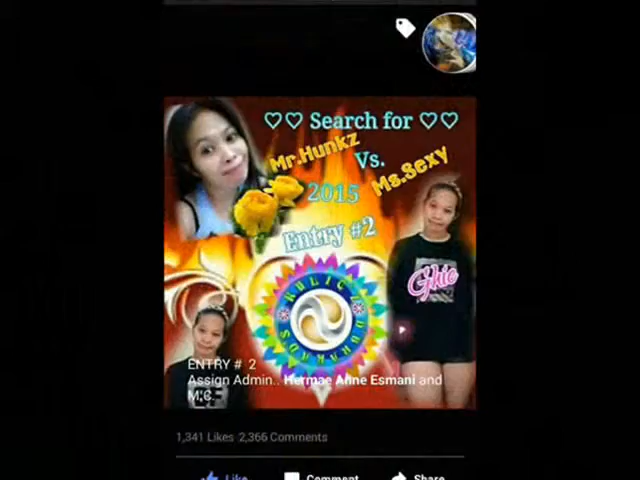 ♡♡ Search for ♡♡
Mr.Hunkz
Vs.
Ms.Sexy
2015
Entry #2
Chic
ENTRY # 2
Assign Admin.. Hermae Anne Esmani and
M.C.
1,341 Likes 2,366 Comments
Like Comment Share